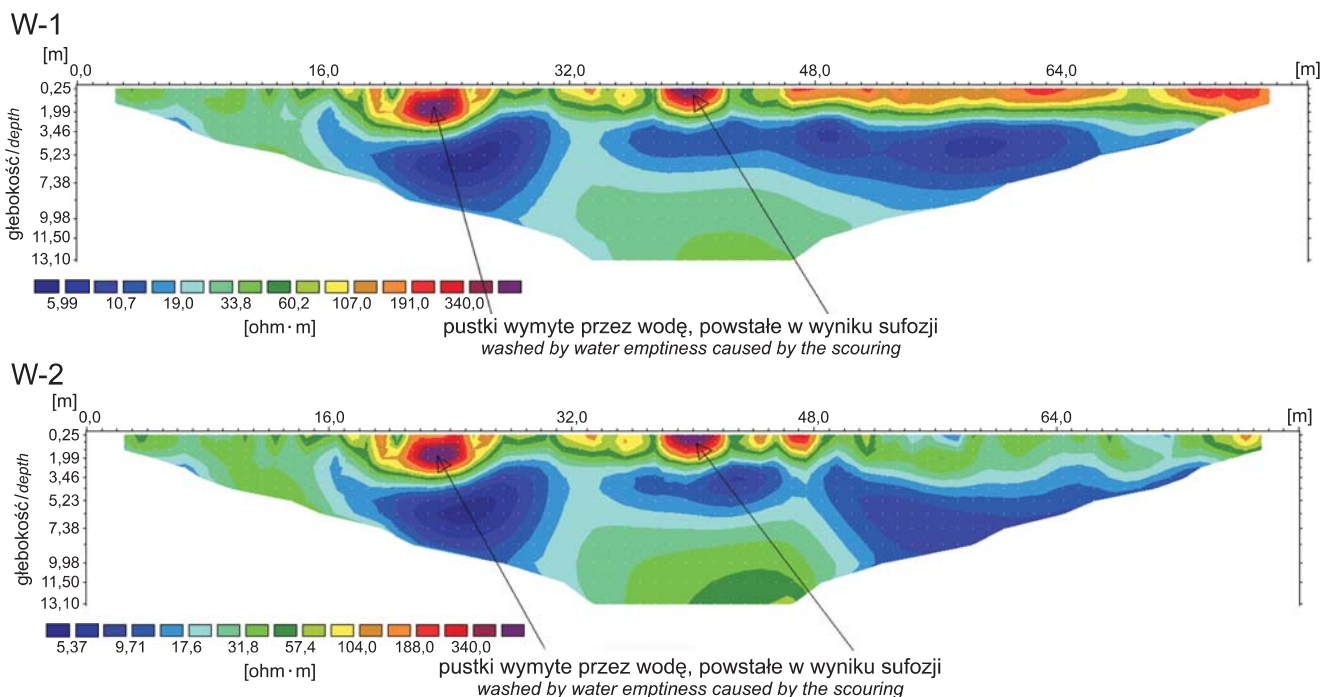 W-1
[m]
0,0 16,0 32,0 48,0 64,0 [m]
0,25
1,99
3,46
5,23
7,38
9,98
11,50
13,10
głebokość/depth
5,99 10,7 19,0 33,8 60,2 107,0 191,0 340,0
[ohm·m]
pustki wymyte przez wodę, powstałe w wyniku sufozji
washed by water emptiness caused by the scouring
W-2
[m]
0,0 16,0 32,0 48,0 64,0 [m]
0,25
1,99
3,46
5,23
7,38
9,98
11,50
13,10
głebokość/depth
5,37 9,71 17,6 31,8 57,4 104,0 188,0 340,0
[ohm·m]
pustki wymyte przez wodę, powstałe w wyniku sufozji
washed by water emptiness caused by the scouring